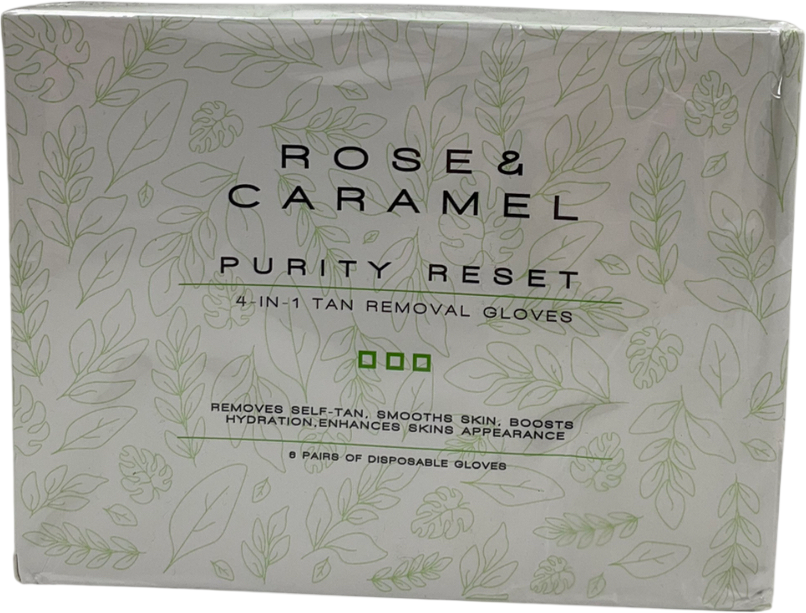 ROSE &
CARAMEL
PURITY RESET
4-IN-1 TAN REMOVAL GLOVES
REMOVES SELF-TAN, SMOOTHS SKIN, BOOSTS
HYDRATION,ENHANCES SKINS APPEARANCE
6 PAIRS OF DISPOSABLE GLOVES